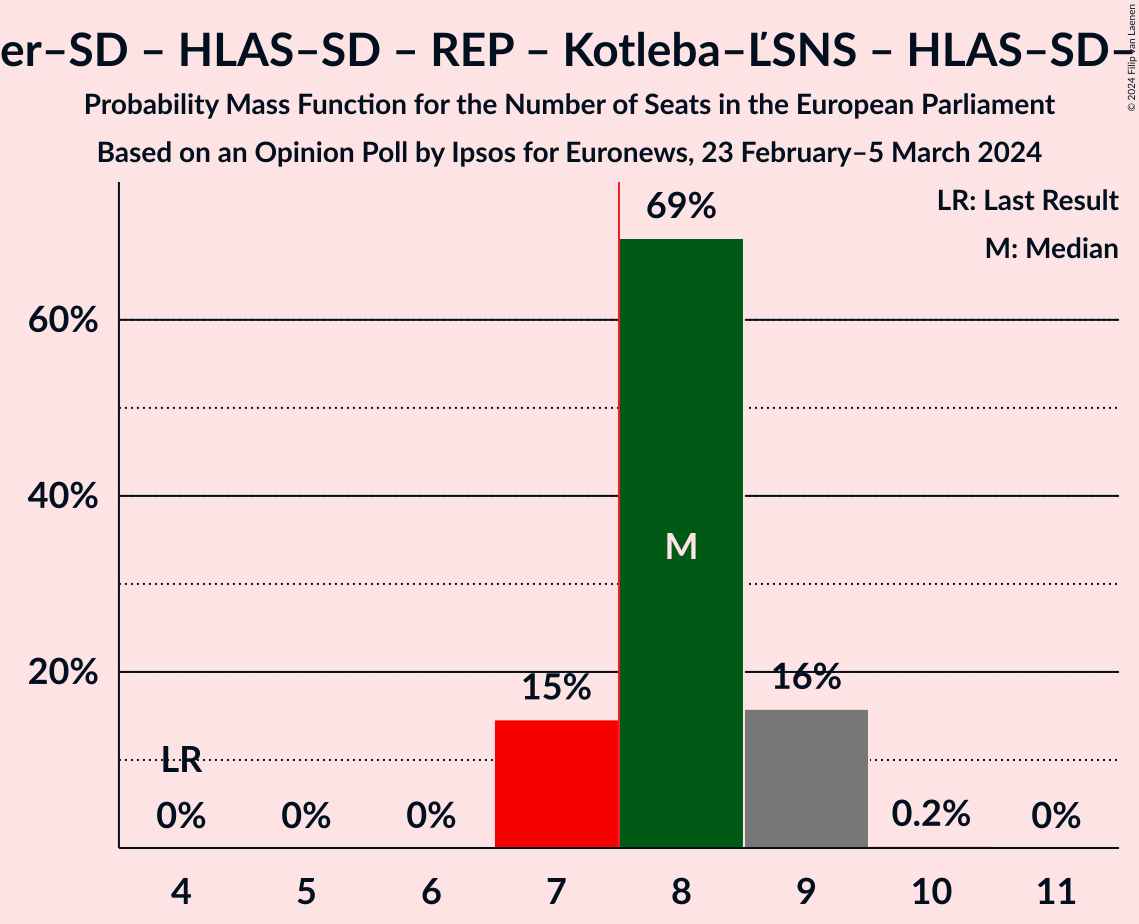 er–SD – HLAS–SD – REP – Kotleba–ĽSNS – HLAS–SD–
Probability Mass Function for the Number of Seats in the European Parliament
Based on an Opinion Poll by Ipsos for Euronews, 23 February–5 March 2024
© 2024 Filip van Laenen
LR: Last Result
M: Median
69%
60%
40%
M
20%
15%
16%
LR
0%
0%
0%
0.2%
0%
4
5
6
7
8
9
10
11